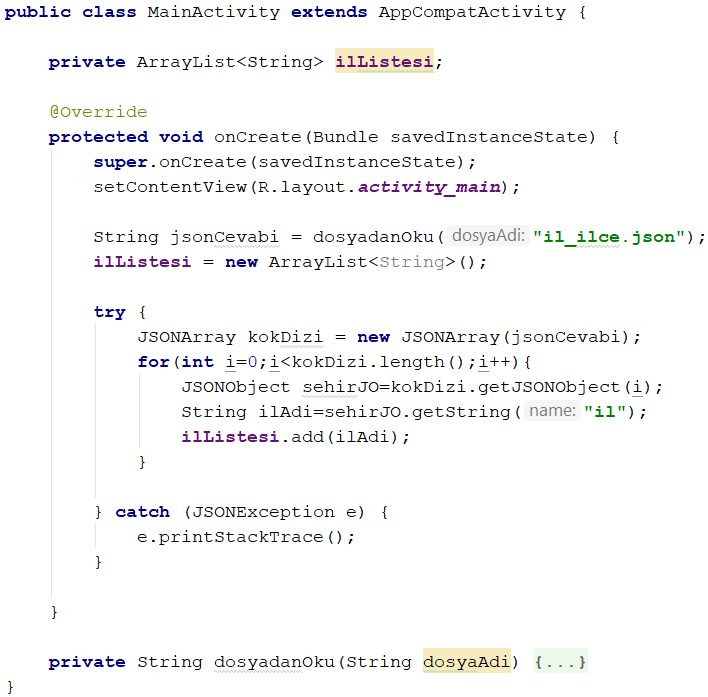 public class MainActivity extends AppCompatActivity {
private ArrayList<String> ilListesi;
@Override
protected void onCreate(Bundle savedInstanceState) {
super.onCreate(savedInstanceState);
setContentView(R.layout.activity_main);
String jsonCevabi = dosyadanOku( dosyaAdi: "il_ilce.json");
ilListesi = new ArrayList<String>();
try {
JSONArray kokDizi = new JSONArray(jsonCevabi);
for(int i=0;i<kokDizi.length();i++){
JSONObject sehirJO=kokDizi.getJSONObject(i);
String ilAdi=sehirJO.getString( name: "il");
ilListesi.add(ilAdi);
}
} catch (JSONException e) {
e.printStackTrace();
}
}
private String dosyadanOku(String dosyaAdi) {...}
}